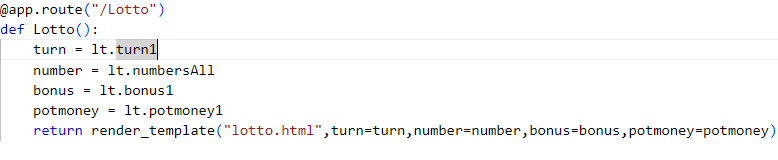 @app.route("/Lotto")
def Lotto():
    turn = lt.turn1
    number = lt.numbersAll
    bonus = lt.bonus1
    potmoney = lt.potmoney1
    return render_template("lotto.html",turn=turn,number=number,bonus=bonus,potmoney=potmoney)